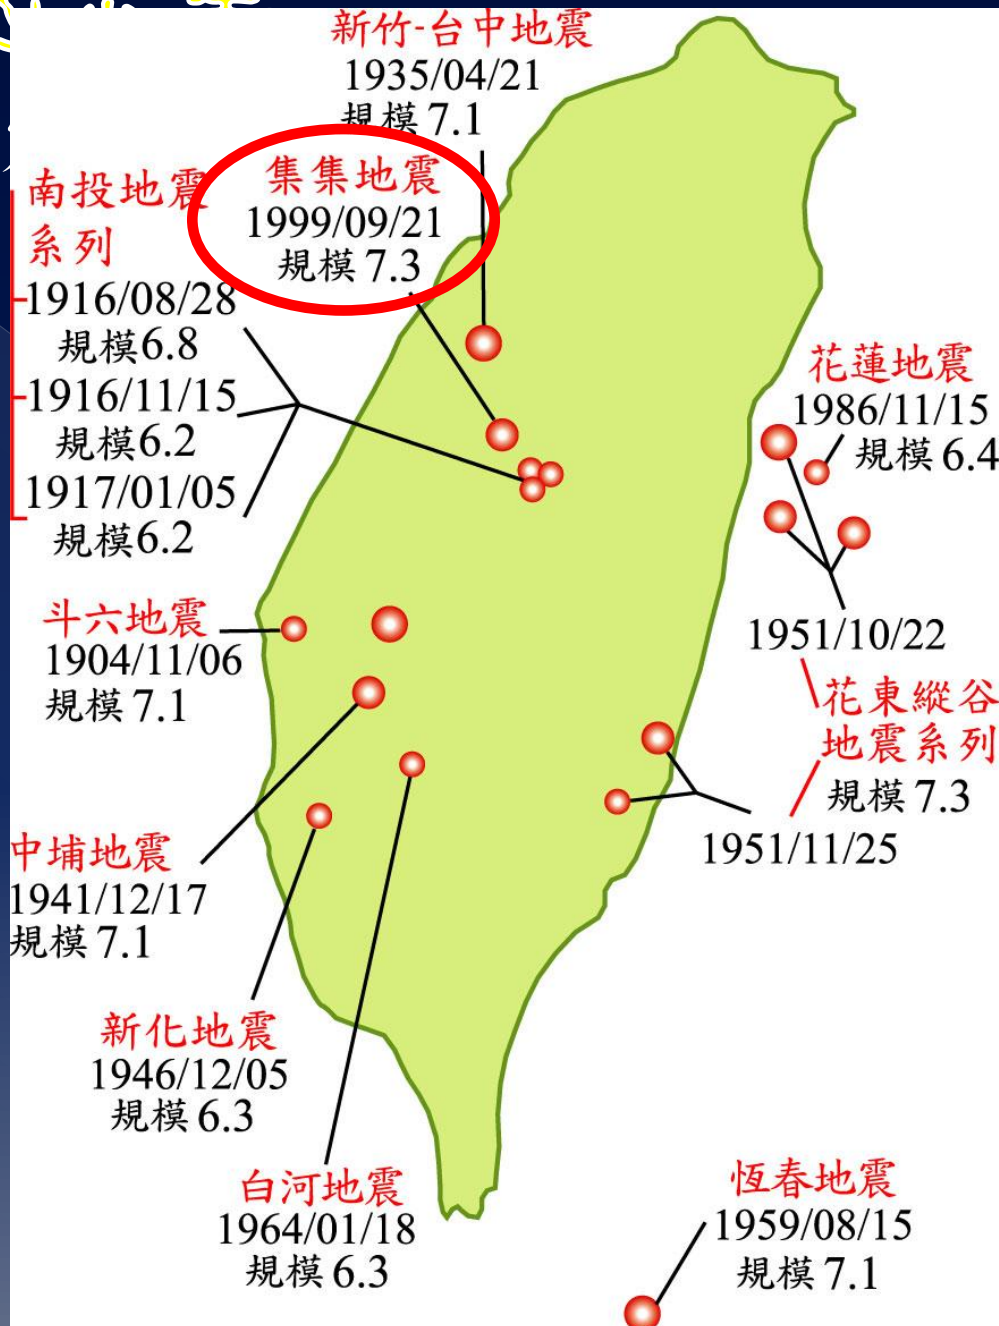 新竹-台中地震
1935/04/21
規模 7.1
集集地震
1999/09/21
規模 7.3
南投地震
系列
1916/08/28
規模6.8
1916/11/15
規模6.2
1917/01/05
規模6.2
花蓮地震
1986/11/15
規模 6.4
斗六地震
1904/11/06
規模 7.1
1951/10/22
花東縱谷
地震系列
規模 7.3
1951/11/25
中埔地震
1941/12/17
規模 7.1
新化地震
1946/12/05
規模 6.3
白河地震
1964/01/18
規模 6.3
恆春地震
1959/08/15
規模 7.1